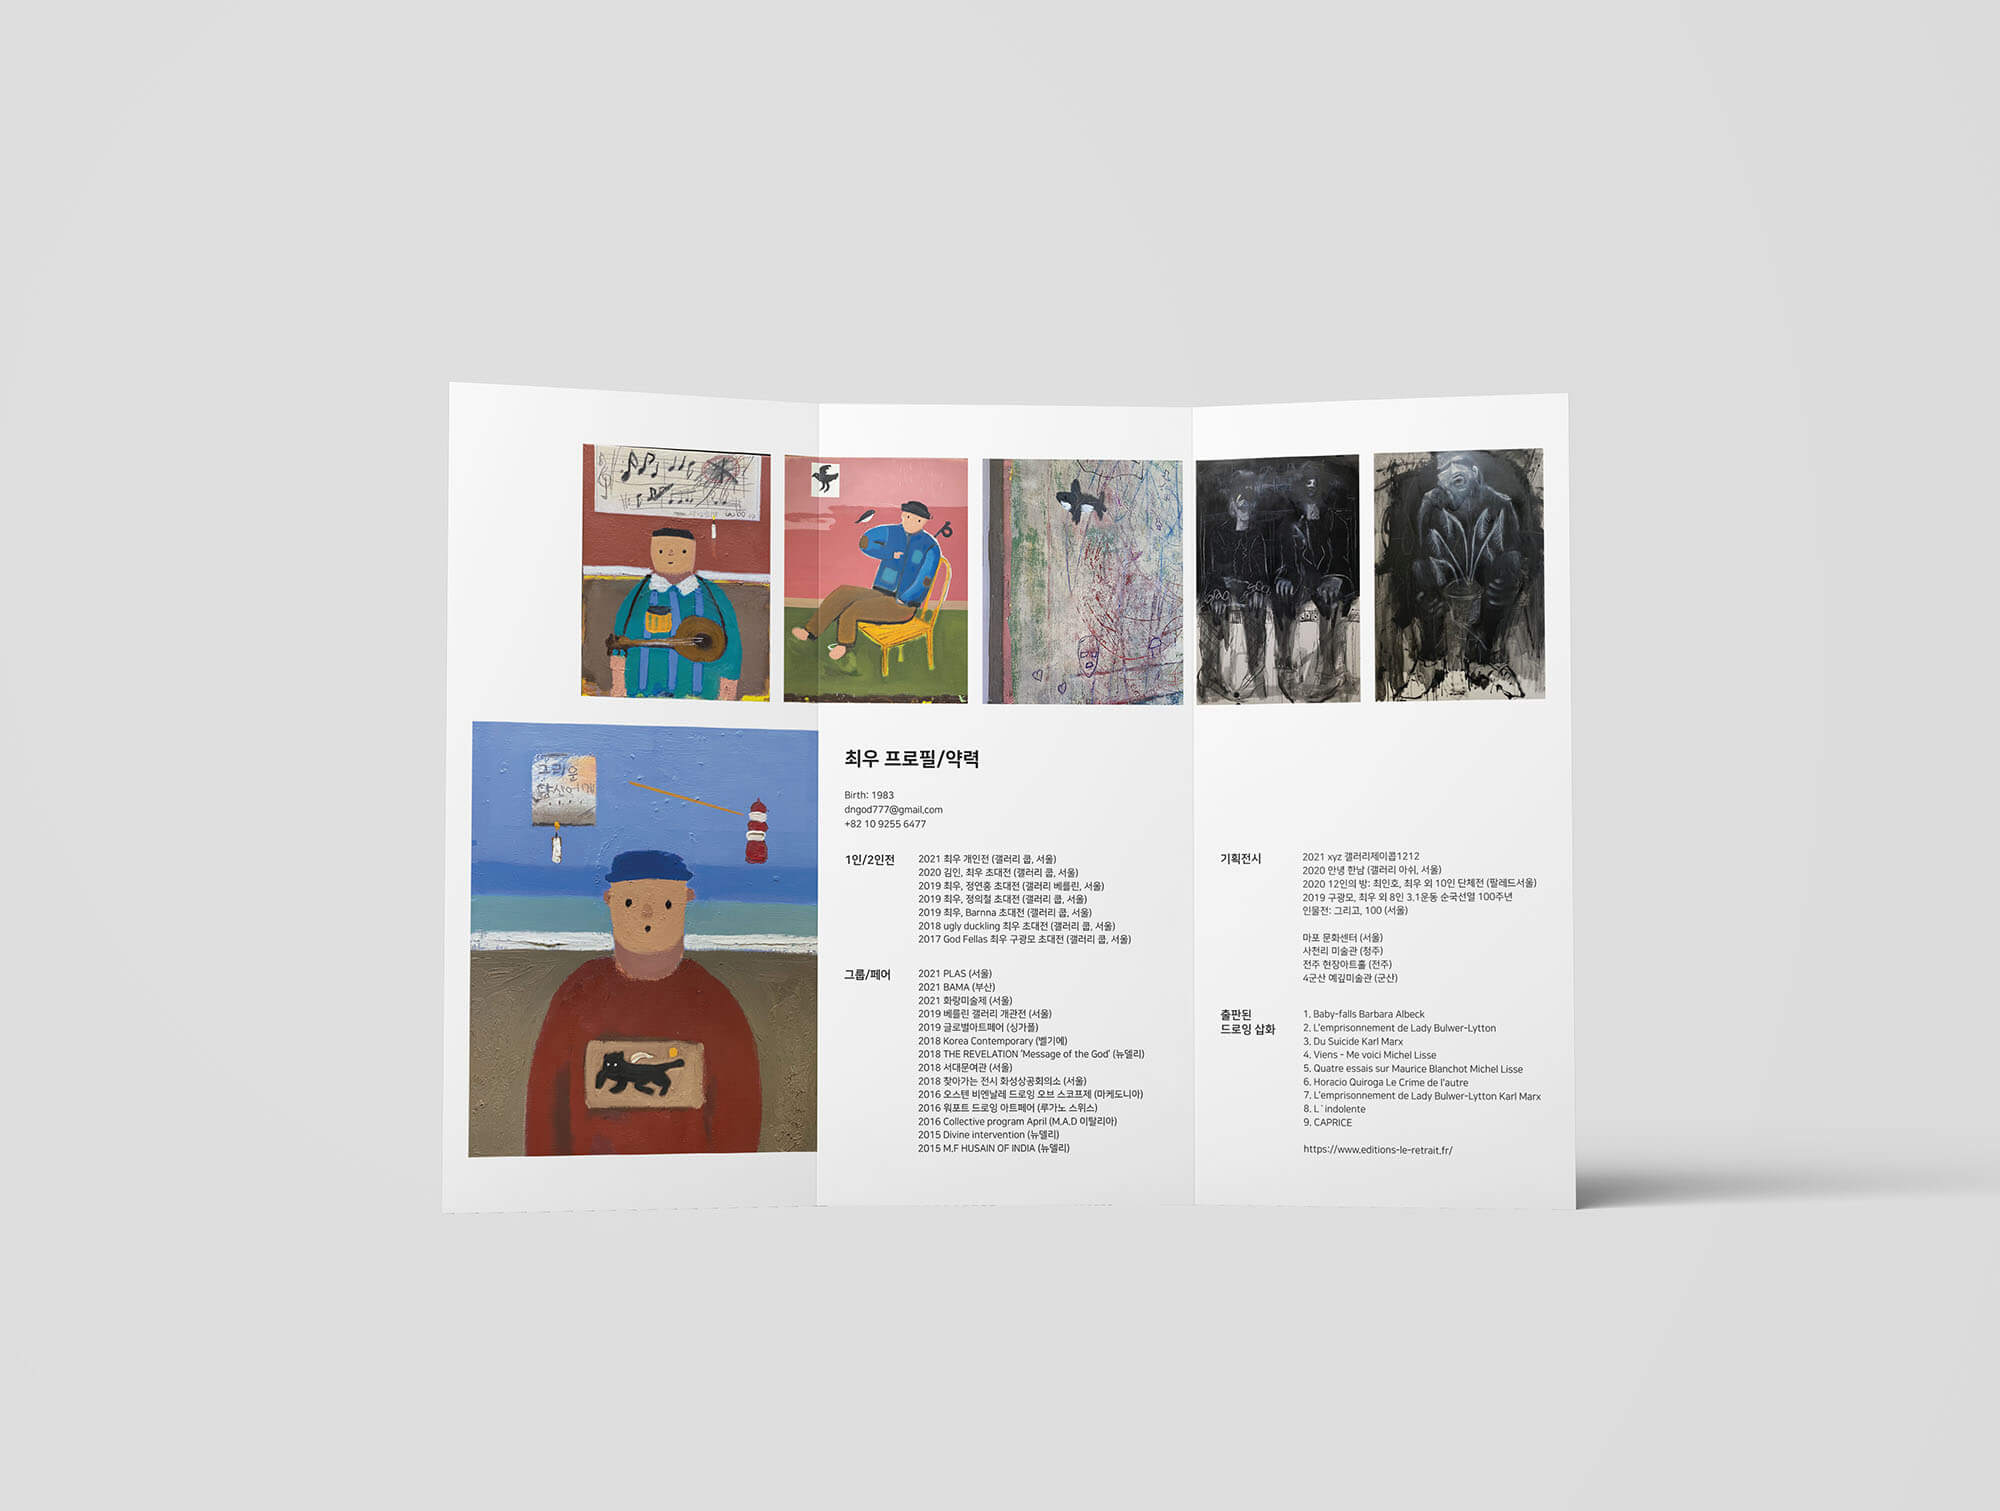 그리운
당신에게
최우 프로필/약력
Birth: 1983
dngod777@gmail.com
+82 10 9255 6477
1인/2인전
2021 최우 개인전 (갤러리 쿱, 서울)
2020 김인, 최우 초대전 (갤러리 쿱, 서울)
2019 최우, 정연홍 초대전 (갤러리 베를린, 서울)
2019 최우, 정의철 초대전 (갤러리 쿱, 서울)
2019 최우, Barnna 초대전 (갤러리 쿱, 서울)
2018 ugly duckling 최우 초대전 (갤러리 쿱, 서울)
2017 God Fellas 최우 구광모 초대전 (갤러리 쿱, 서울)
그룹/페어
2021 PLAS (서울)
2021 BAMA (부산)
2021 화랑미술제 (서울)
2019 베를린 갤러리 개관전 (서울)
2019 글로벌아트페어 (싱가폴)
2018 Korea Contemporary (벨기에)
2018 THE REVELATION 'Message of the God' (뉴델리)
2018 서대문여관 (서울)
2018 찾아가는 전시 화성상공회의소 (서울)
2016 오스텐 비엔날레 드로잉 오브 스코프제 (마케도니아)
2016 워포트 드로잉 아트페어 (루가노 스위스)
2016 Collective program April (M.A.D 이탈리아)
2015 Divine intervention (뉴델리)
2015 M.F HUSAIN OF INDIA (뉴델리)
기획전시
2021 xyz 갤러리제이콥1212
2020 안녕 한남 (갤러리 아쉬, 서울)
2020 12인의 방: 최인호, 최우 외 10인 단체전 (팔레드서울)
2019 구광모, 최우 외 8인 3.1운동 순국선열 100주년
인물전: 그리고, 100 (서울)
마포 문화센터 (서울)
사천리 미술관 (청주)
전주 현장아트홀 (전주)
4군산 예깊미술관 (군산)
출판된
드로잉 삽화
1. Baby-falls Barbara Albeck
2. L'emprisonnement de Lady Bulwer-Lytton
3. Du Suicide Karl Marx
4. Viens - Me voici Michel Lisse
5. Quatre essais sur Maurice Blanchot Michel Lisse
6. Horacio Quiroga Le Crime de l'autre
7. L'emprisonnement de Lady Bulwer-Lytton Karl Marx
8. L`indolente
9. CAPRICE
https://www.editions-le-retrait.fr/